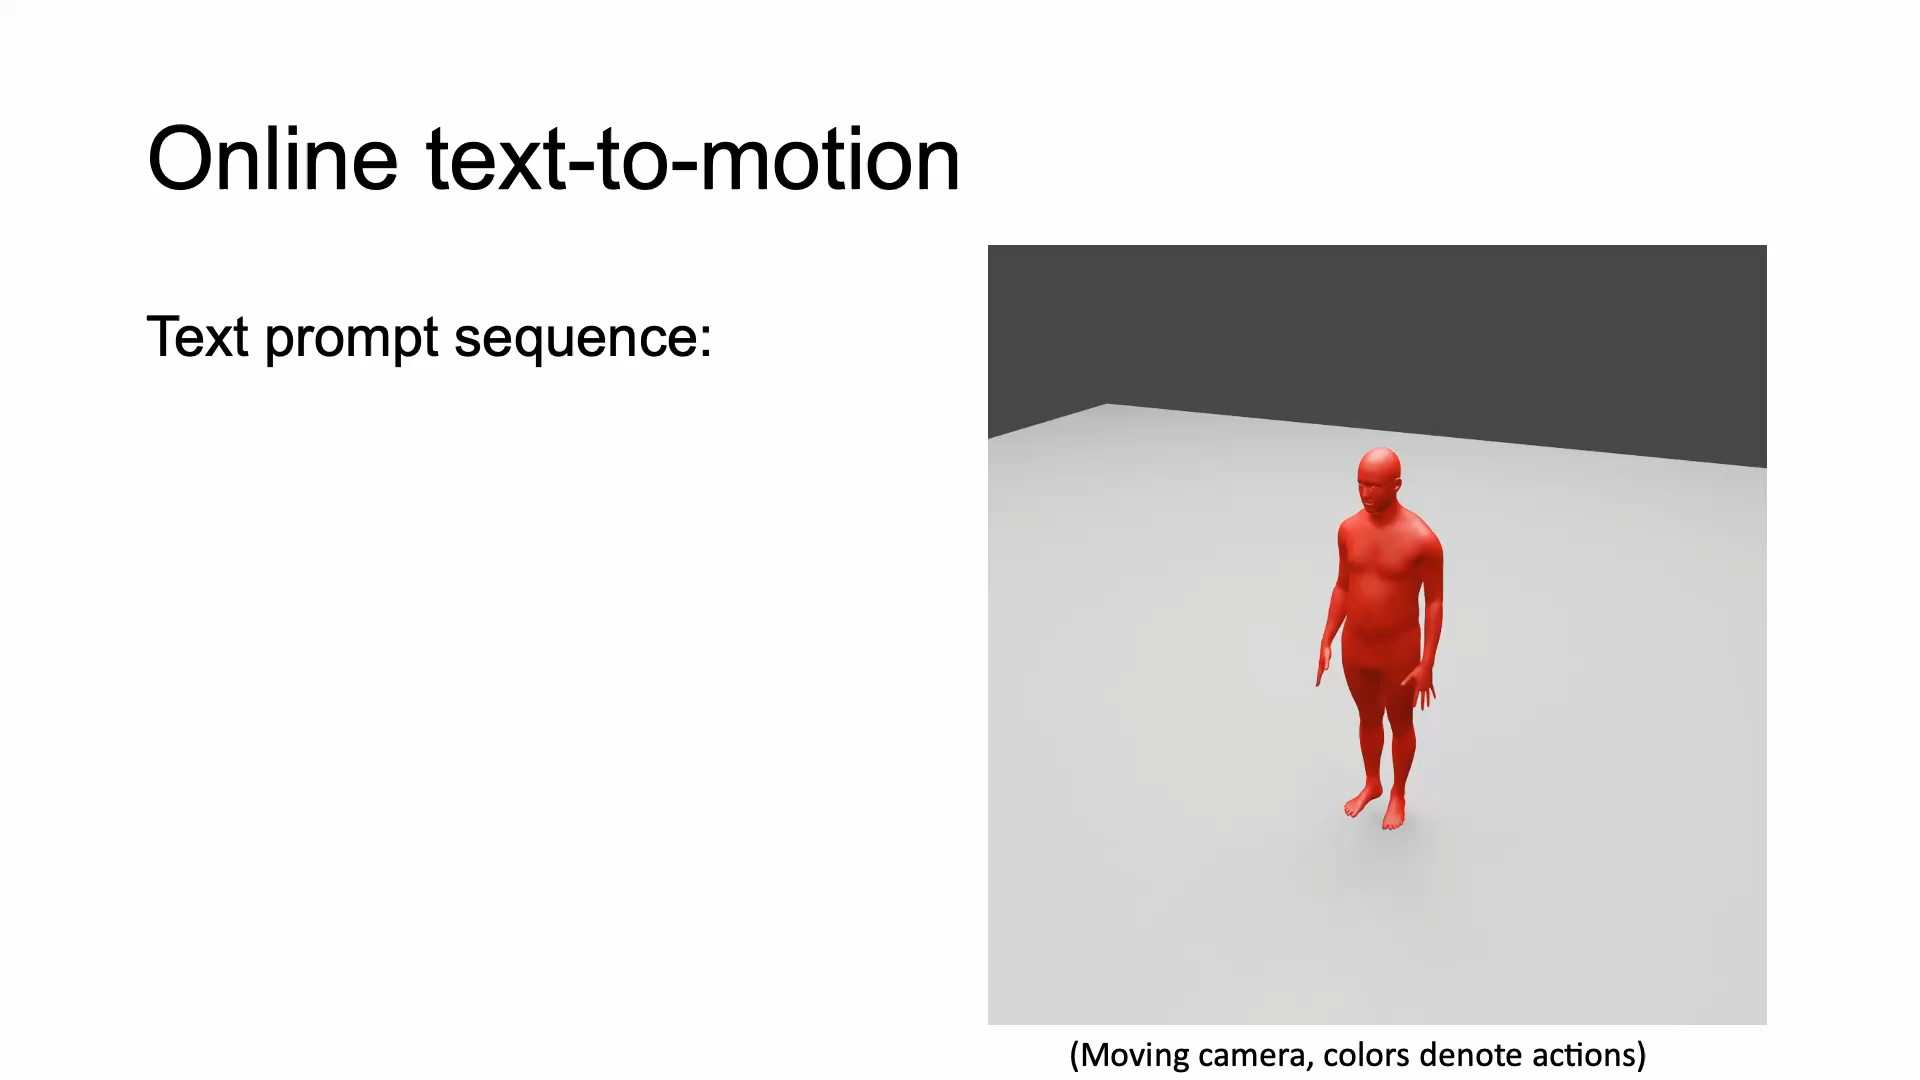 Online text-to-motion
Text prompt sequence:
(Moving camera, colors denote actions)